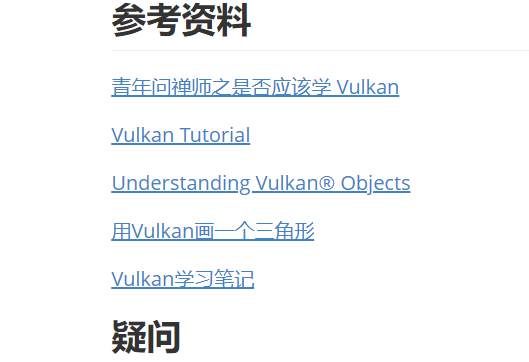 参考资料
青年问禅师之是否应该学 Vulkan
Vulkan Tutorial
Understanding Vulkan® Objects
用Vulkan画一个三角形
Vulkan学习笔记
疑问